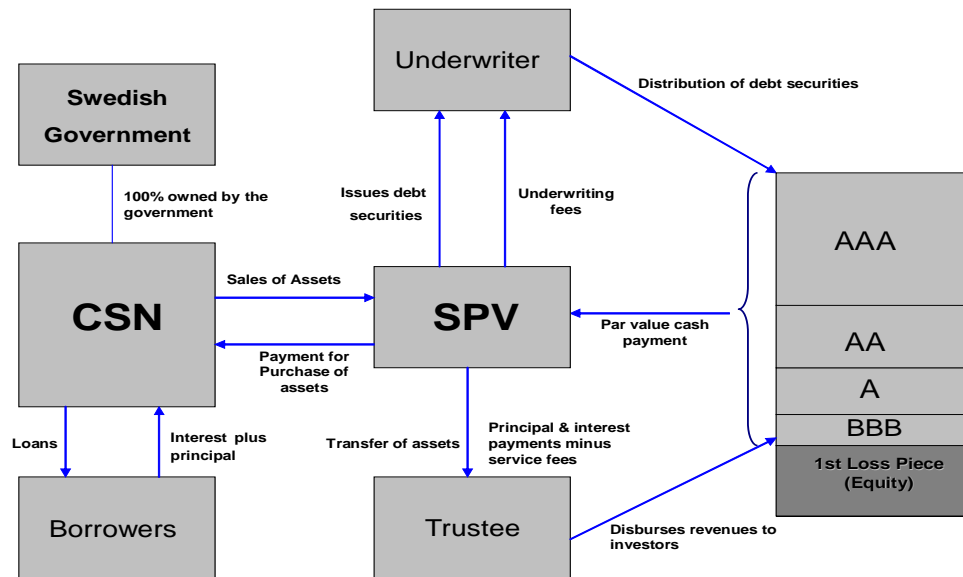 Underwriter
Distribution of debt securities
Swedish
Government
100% owned by the
government
Issues debt
securities
Underwriting
fees
AAA
CSN
Sales of Assets
SPV
Par value cash
payment
Payment for
Purchase of
assets
AA
A
BBB
1st Loss Piece
(Equity)
Loans
Interest plus
principal
Transfer of assets
Principal & interest
payments minus
service fees
Borrowers
Trustee
Disburses revenues to
investors